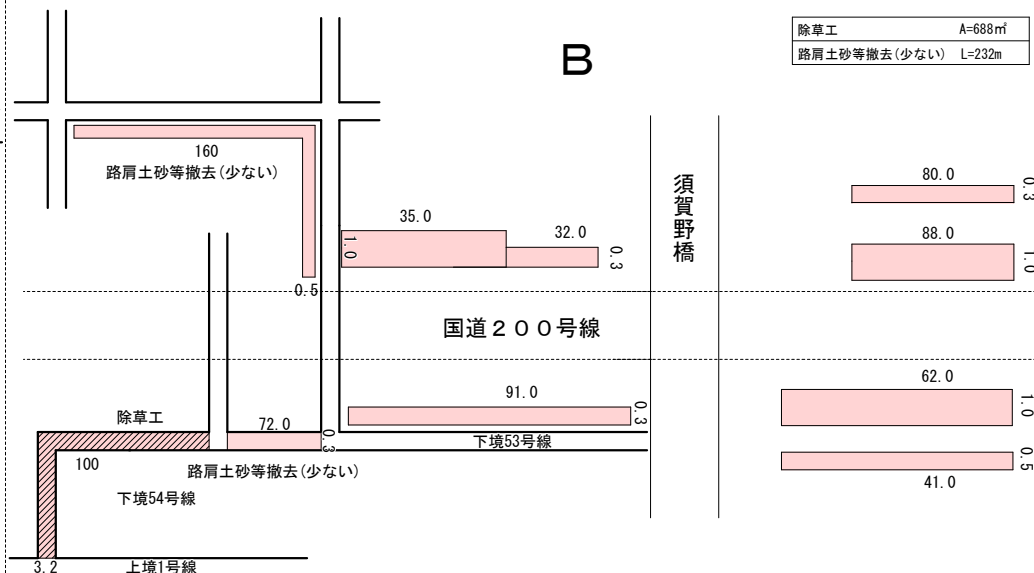 除草工 A=688㎡
路肩土砂等撤去(少ない) L=232m
B
160
路肩土砂等撤去(少ない)
0.5
35.0
1.0
32.0
0.3
須賀野橋
80.0
0.3
88.0
1.0
国道200号線
除草工
72.0
0.3
91.0
0.3
下境53号線
100
路肩土砂等撤去(少ない)
下境54号線
3.2
上境1号線
62.0
1.0
0.5
41.0